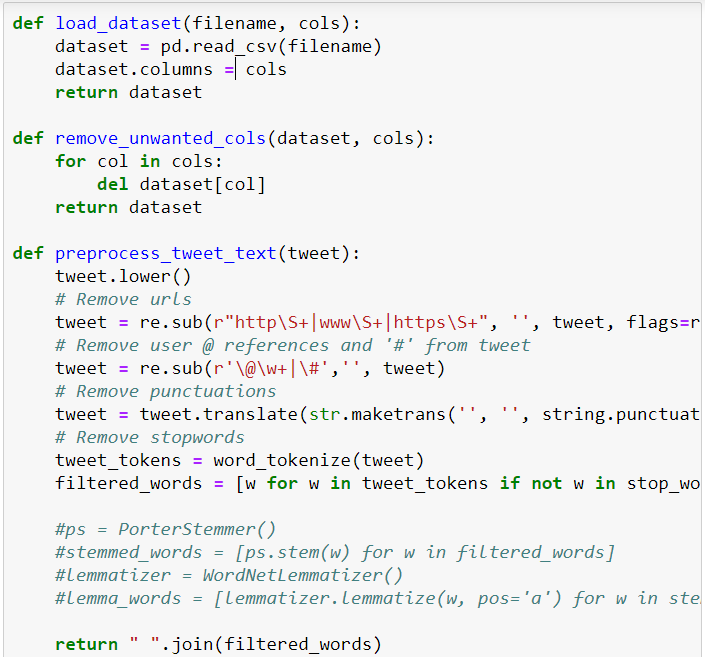 def load_dataset(filename, cols):
    dataset = pd.read_csv(filename)
    dataset.columns = cols
    return dataset

def remove_unwanted_cols(dataset, cols):
    for col in cols:
        del dataset[col]
    return dataset

def preprocess_tweet_text(tweet):
    tweet.lower()
    # Remove urls
    tweet = re.sub(r"http\S+|www\S+|https\S+", '', tweet, flags=r
    # Remove user @ references and '#' from tweet
    tweet = re.sub(r'\@\w+|\#','', tweet)
    # Remove punctuations
    tweet = tweet.translate(str.maketrans('', '', string.punctuat
    # Remove stopwords
    tweet_tokens = word_tokenize(tweet)
    filtered_words = [w for w in tweet_tokens if not w in stop_wo

    #ps = PorterStemmer()
    #stemmed_words = [ps.stem(w) for w in filtered_words]
    #lemmatizer = WordNetLemmatizer()
    #lemma_words = [lemmatizer.lemmatize(w, pos='a') for w in ste

    return " ".join(filtered_words)